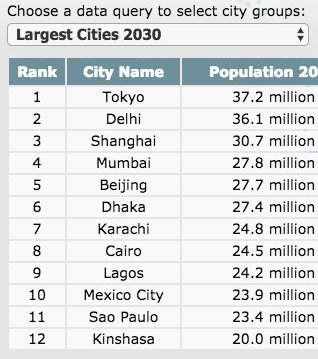 Choose a data query to select city groups:
Largest Cities 2030
Rank City Name Population 20
1 Tokyo 37.2 million
2 Delhi 36.1 million
3 Shanghai 30.7 million
4 Mumbai 27.8 million
5 Beijing 27.7 million
6 Dhaka 27.4 million
7 Karachi 24.8 million
8 Cairo 24.5 million
9 Lagos 24.2 million
10 Mexico City 23.9 million
11 Sao Paulo 23.4 million
12 Kinshasa 20.0 million